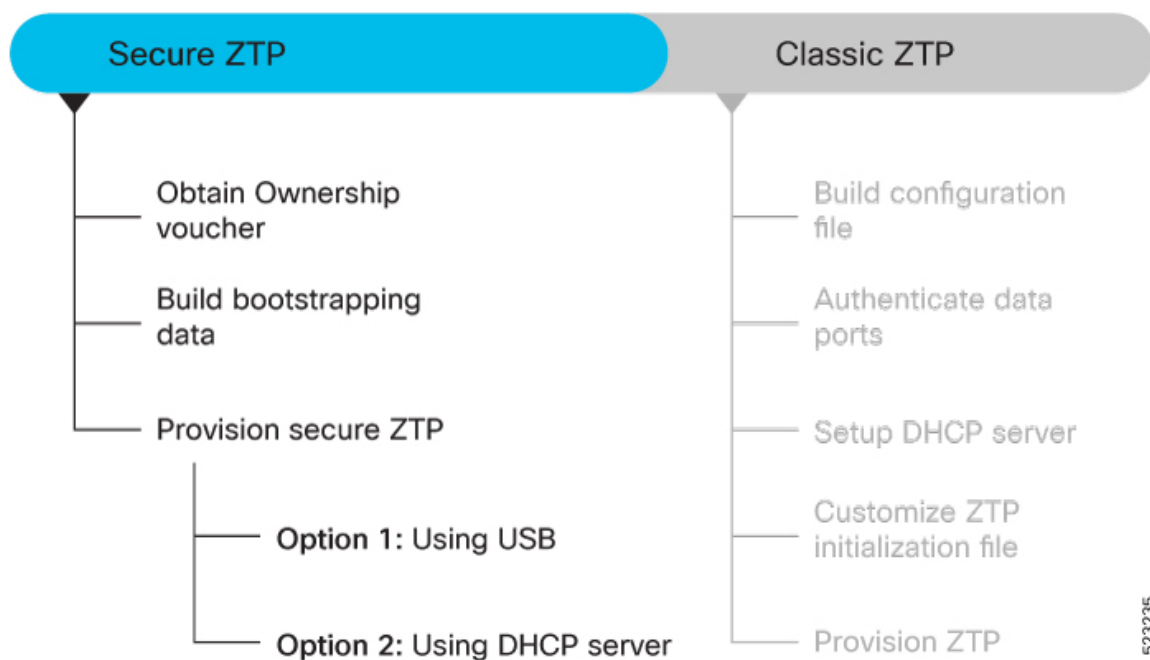 Secure ZTP
Classic ZTP
Obtain Ownership
voucher
Build bootstrapping
data
Provision secure ZTP
Option 1: Using USB
Option 2: Using DHCP server
Build configuration
file
Authenticate data
ports
Setup DHCP server
Customize ZTP
initialization file
Provision ZTP
523235